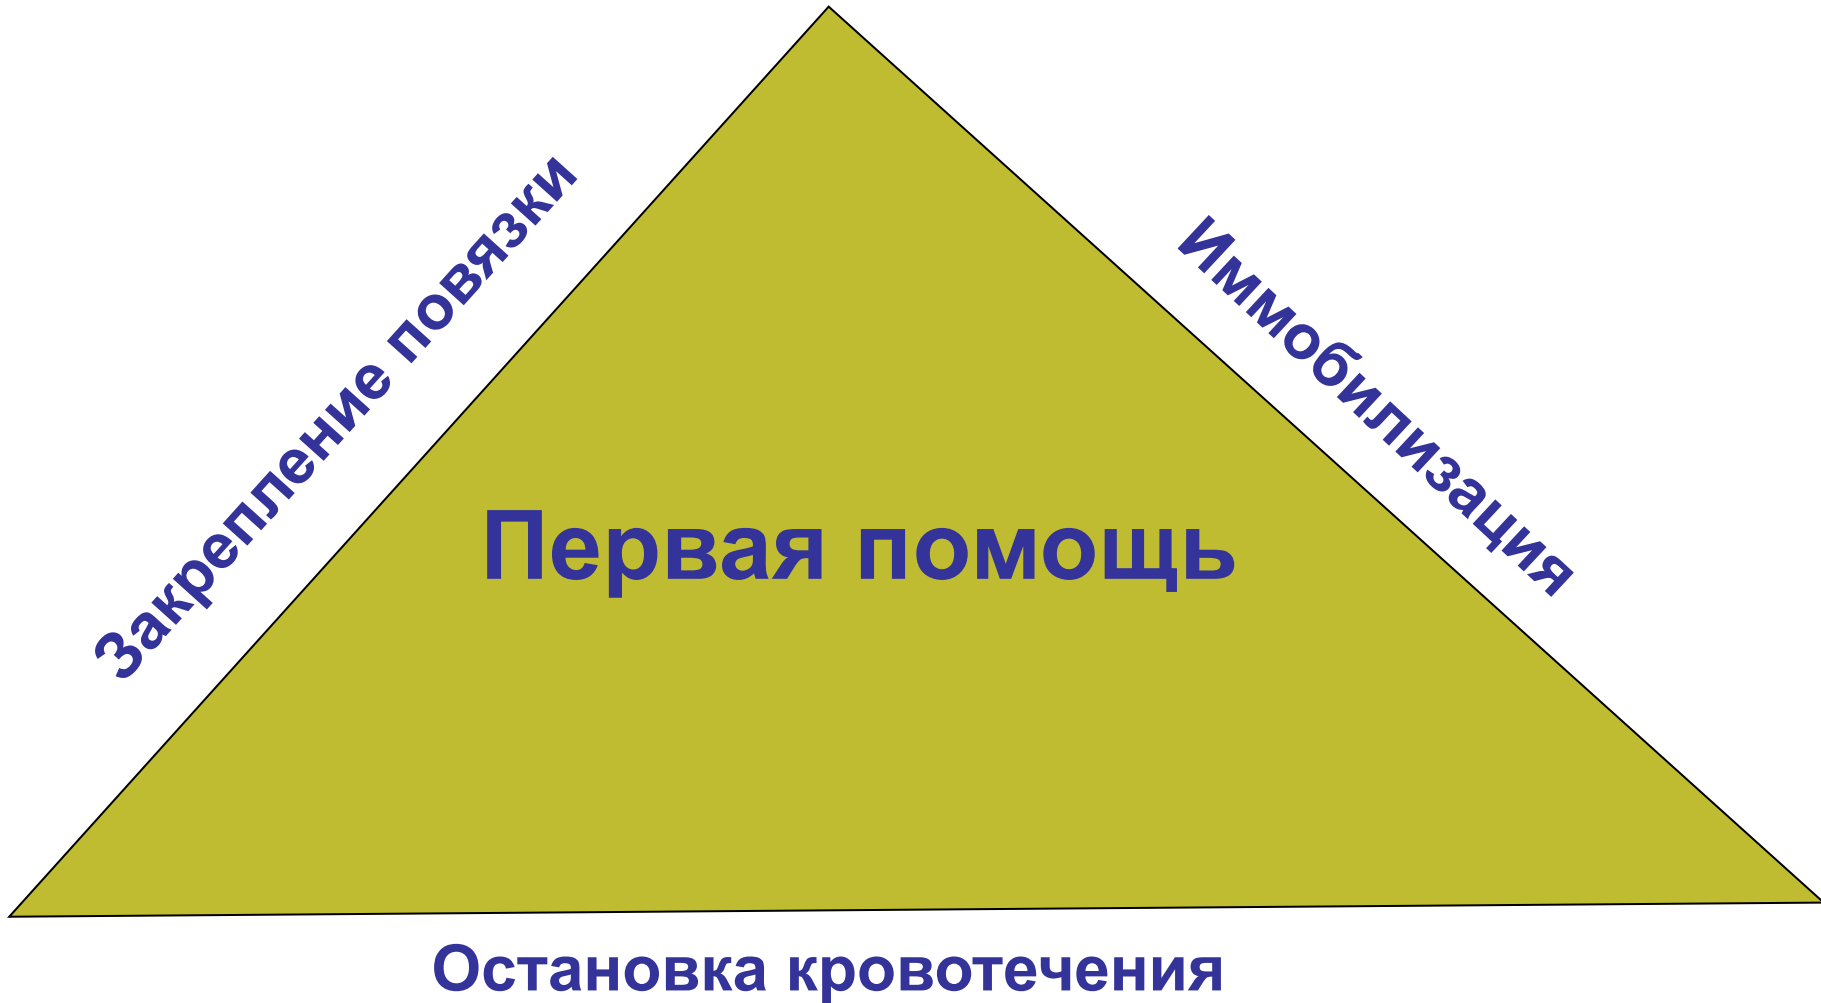 Закрепление повязки
Иммобилизация
Первая помощь
Остановка кровотечения